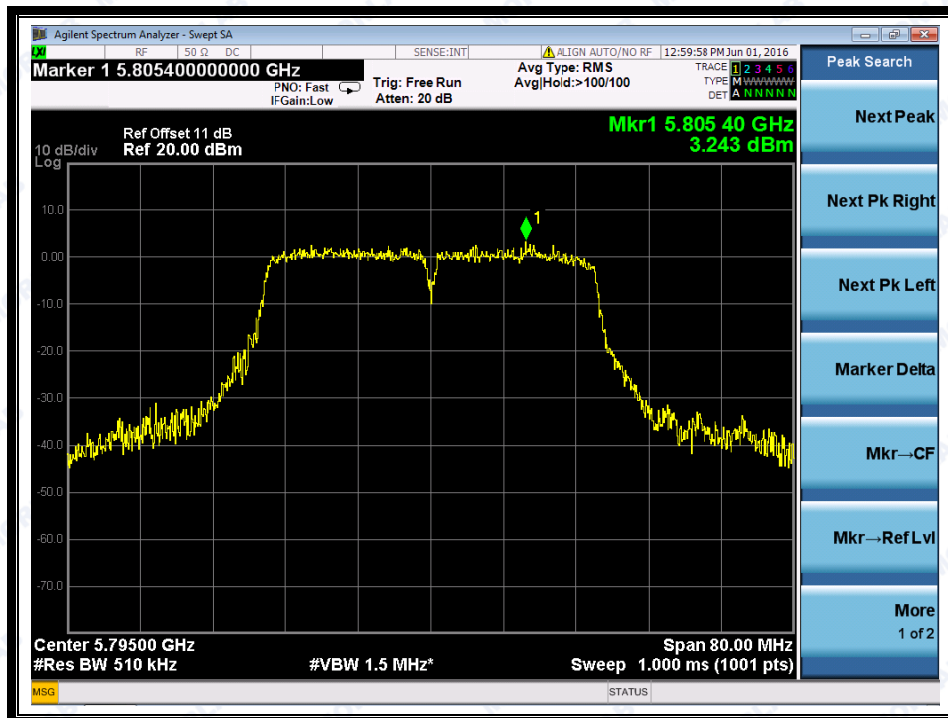 Agilent Spectrum Analyzer - Swept SA
LXI RF 50 Ω DC SENSE:INT ALIGN AUTO/NO RF 12:59:58 PM Jun 01, 2016
Marker 1 5.805400000000 GHz
PNO: Fast
IFGain:Low
Trig: Free Run
Atten: 20 dB
Avg Type: RMS
Avg|Hold:>100/100
TRACE 1 2 3 4 5 6
TYPE M WWWWW
DET A N N N N N
Mkr1 5.805 40 GHz
3.243 dBm
Ref Offset 11 dB
10 dB/div Ref 20.00 dBm
Log
1
10.0
0.00
-10.0
-20.0
-30.0
-40.0
-50.0
-60.0
-70.0
Center 5.79500 GHz Span 80.00 MHz
#Res BW 510 kHz #VBW 1.5 MHz* Sweep 1.000 ms (1001 pts)
MSG STATUS
Peak Search
Next Peak
Next Pk Right
Next Pk Left
Marker Delta
Mkr→CF
Mkr→Ref Lvl
More
1 of 2